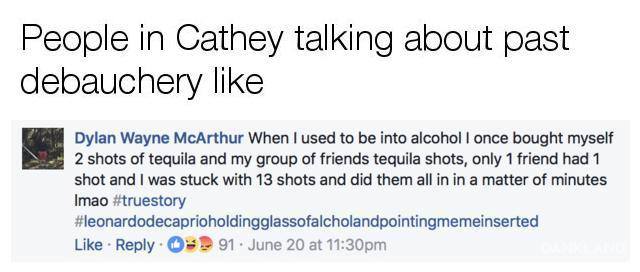 People in Cathey talking about past
debauchery like
Dylan Wayne McArthur When I used to be into alcohol I once bought myself
2 shots of tequila and my group of friends tequila shots, only 1 friend had 1
shot and I was stuck with 13 shots and did them all in in a matter of minutes
lmao #truestory
#leonardodecaprioholdingglassofalcholandpointingmemeinserted
Like · Reply · 91 · June 20 at 11:30pm
DANKLAND